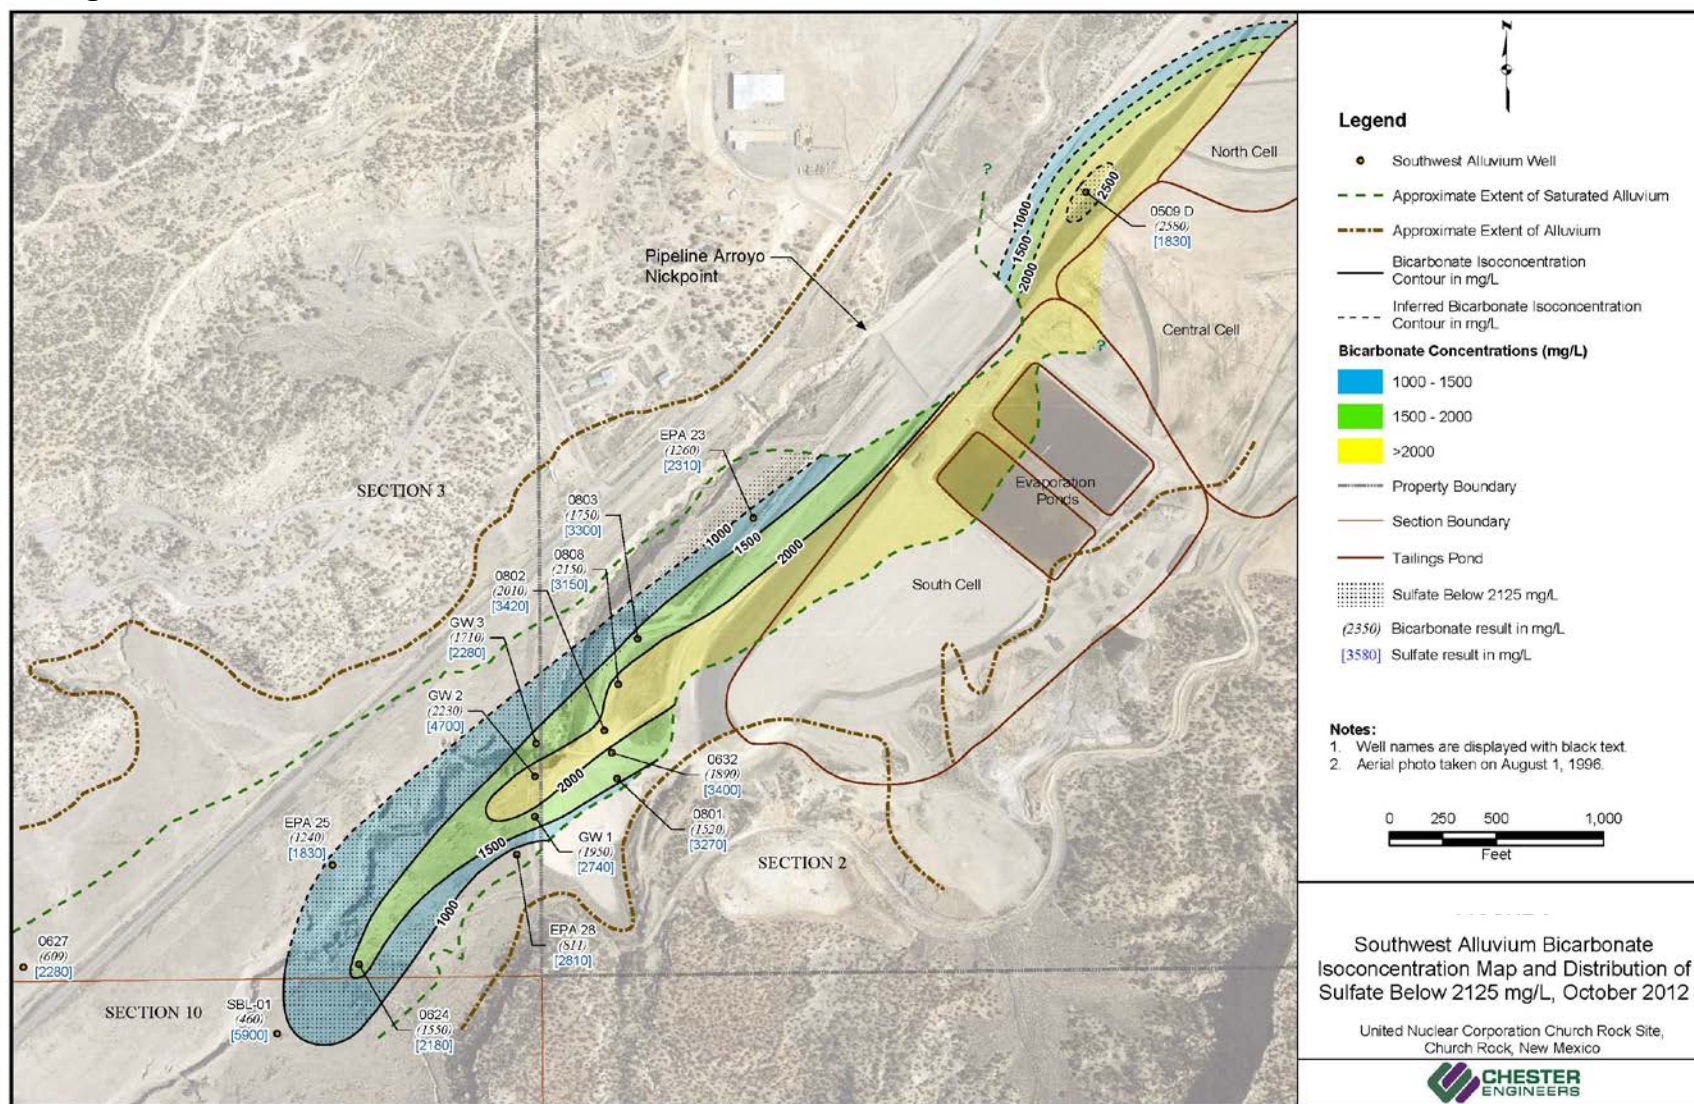 North Cell
0509 D
(2580)
[1830]
2500
1000
1500
2000
?
Pipeline Arroyo
Nickpoint
Central Cell
?
EPA 23
(1260)
[2310]
SECTION 3
Evaporation
Ponds
0803
(1750)
[3300]
1000
1500
2000
0808
(2150)
[3150]
0802
(2010)
[3420]
South Cell
GW 3
(1710)
[2280]
GW 2
(2230)
[4700]
2000
0632
(1890)
[3400]
0801
(1520)
[3270]
EPA 25
(1240)
[1830]
1500
GW 1
(1950)
[2740]
SECTION 2
1000
EPA 28
(811)
[2810]
0627
(609)
[2280]
SECTION 10
SBL-01
(460)
[5900]
0624
(1550)
[2180]
N
Legend
Southwest Alluvium Well
Approximate Extent of Saturated Alluvium
Approximate Extent of Alluvium
Bicarbonate Isoconcentration
Contour in mg/L
Inferred Bicarbonate Isoconcentration
Contour in mg/L
Bicarbonate Concentrations (mg/L)
1000 - 1500
1500 - 2000
>2000
Property Boundary
Section Boundary
Tailings Pond
Sulfate Below 2125 mg/L
(2350) Bicarbonate result in mg/L
[3580] Sulfate result in mg/L
Notes:
1. Well names are displayed with black text.
2. Aerial photo taken on August 1, 1996.
0 250 500 1,000
Feet
Southwest Alluvium Bicarbonate
Isoconcentration Map and Distribution of
Sulfate Below 2125 mg/L, October 2012
United Nuclear Corporation Church Rock Site,
Church Rock, New Mexico
CHESTER
ENGINEERS